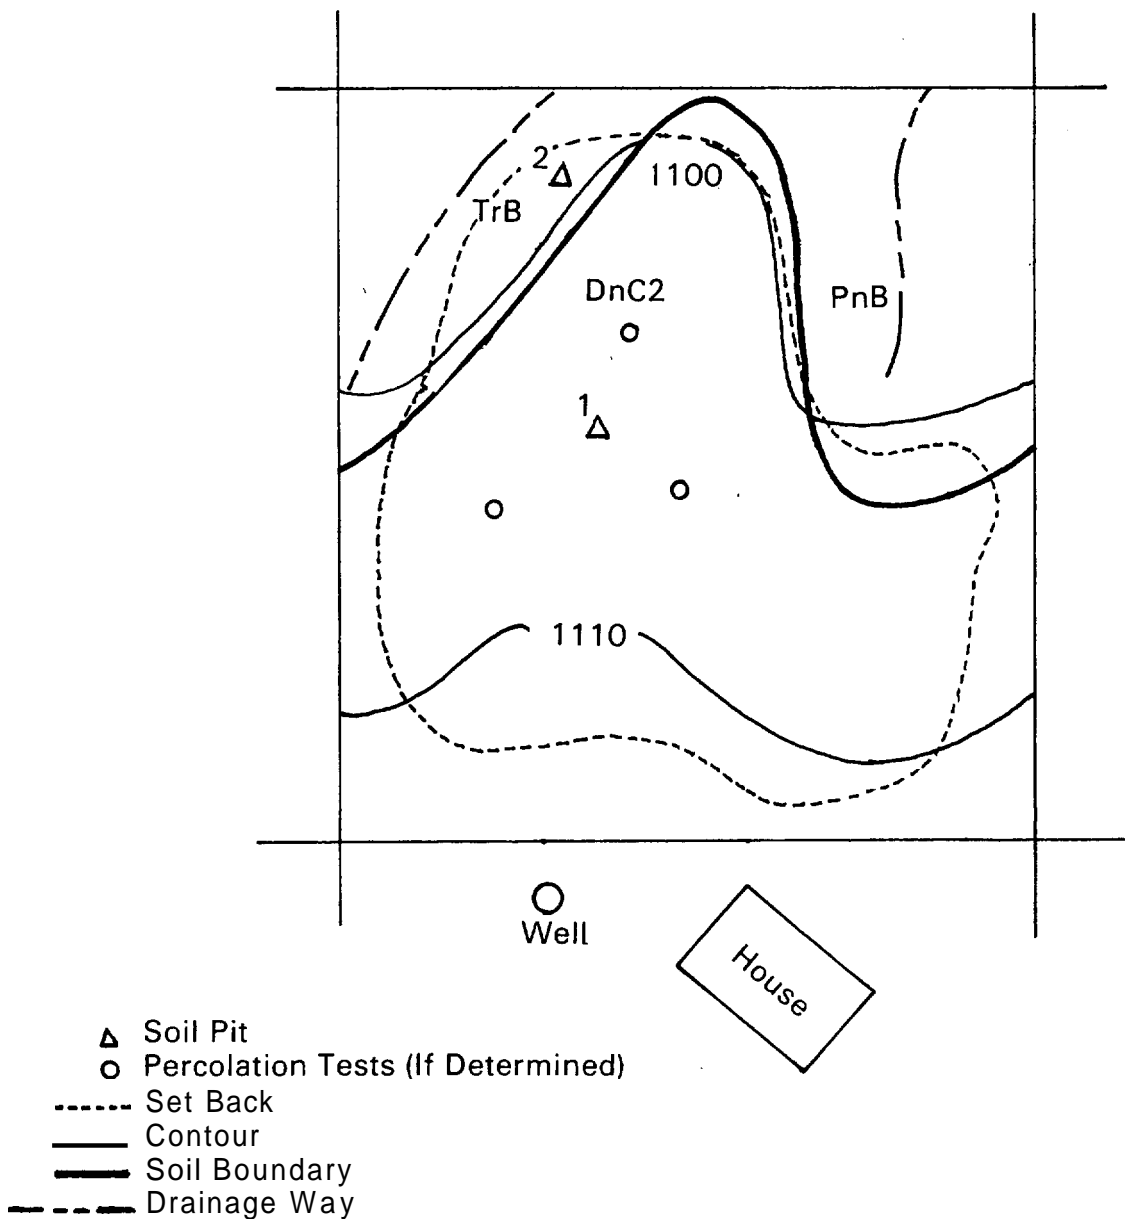 2
1100
TrB
DnC2
PnB
1
1110
Well
House
Soil Pit
Percolation Tests (If Determined)
Set Back
Contour
Soil Boundary
Drainage Way